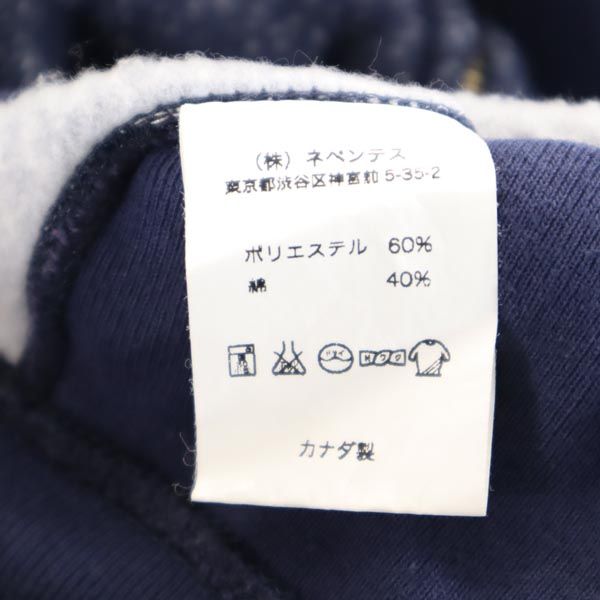 （株）ネペンテス
東京都渋谷区神宮前 5-35-2
ポリエステル 60%
綿 40%
カナダ製